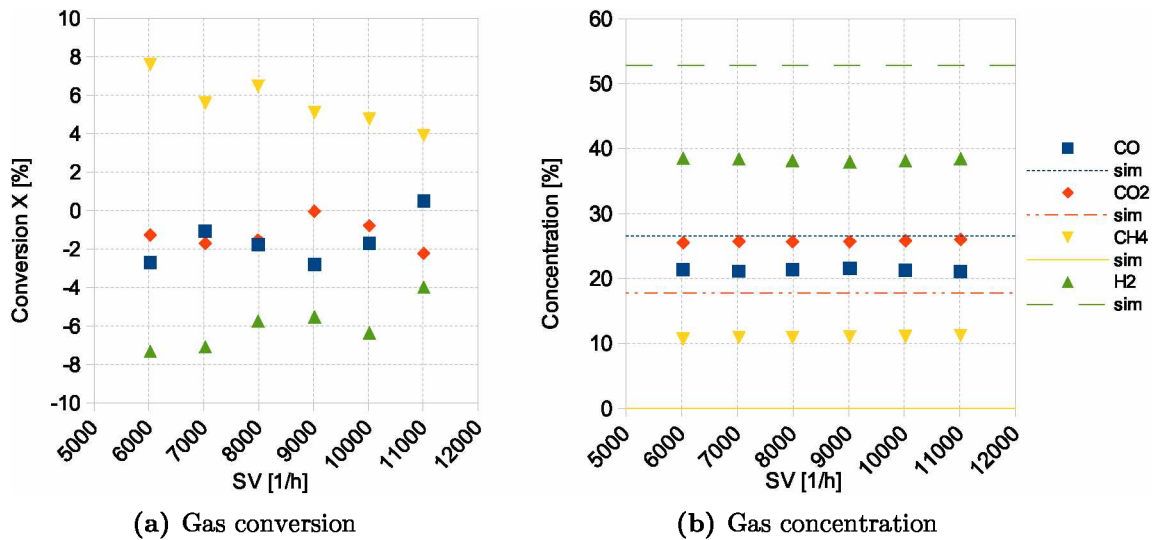 10
8
6
4
2
0
-2
-4
-6
-8
-10
Conversion X [%]
5000
6000
7000
8000
9000
10000
11000
12000
SV [1/h]
(a) Gas conversion
60
50
40
30
20
10
0
Concentration [%]
5000
6000
7000
8000
9000
10000
11000
12000
SV [1/h]
(b) Gas concentration
CO
sim
CO2
sim
CH4
sim
H2
sim